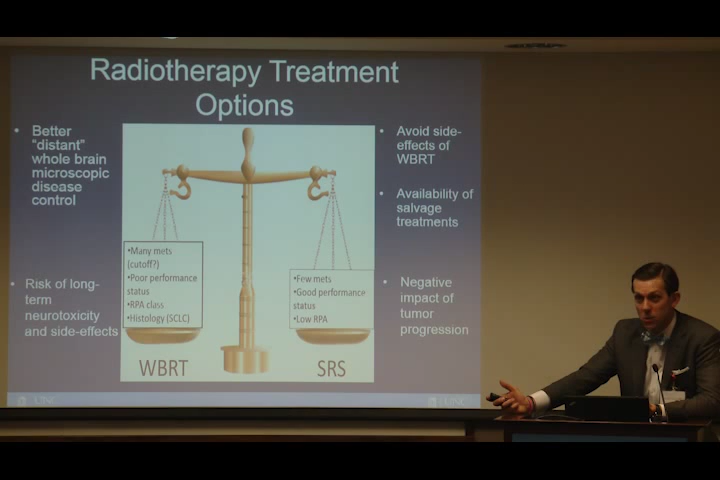 Radiotherapy Treatment
Options
• Better
"distant"
whole brain
microscopic
disease
control
• Risk of long-
term
neurotoxicity
and side-effects
•Many mets
(cutoff?)
•Poor performance
status
•RPA class
•Histology (SCLC)
WBRT
•Few mets
•Good performance
status
•Low RPA
SRS
• Avoid side-
effects of
WBRT
• Availability of
salvage
treatments
• Negative
impact of
tumor
progression